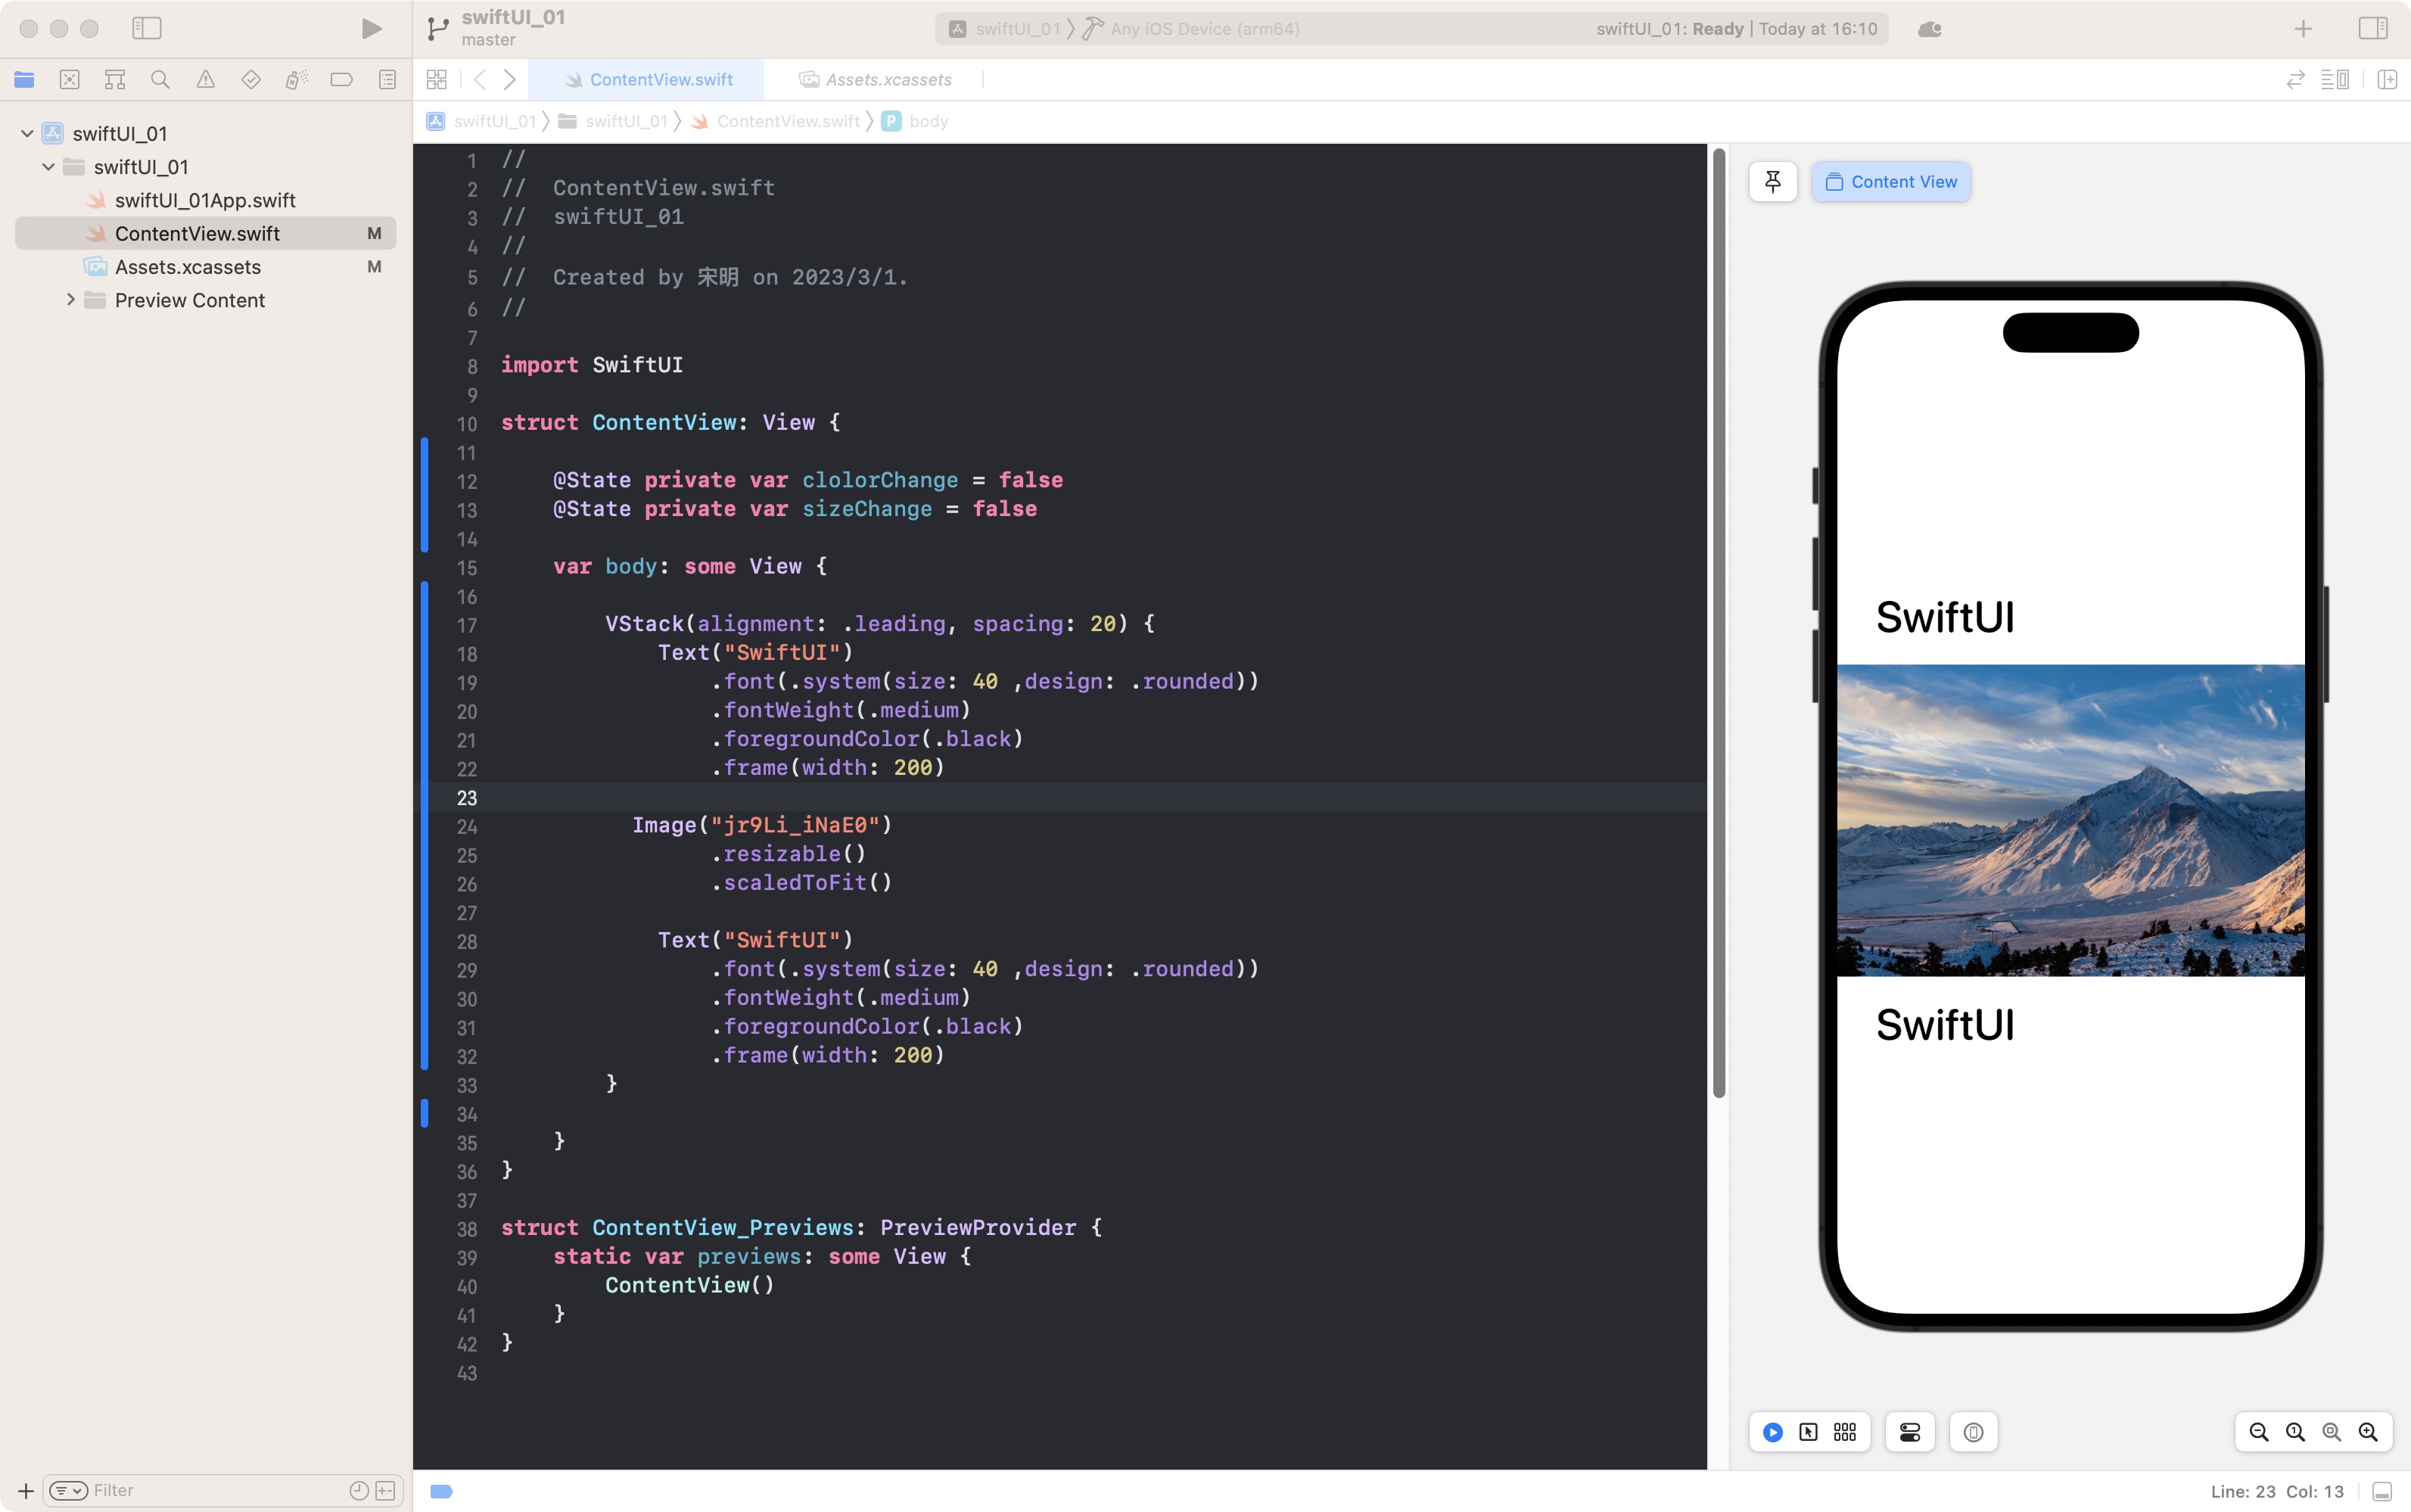 swiftUI_01
master
swiftUI_01 Any iOS Device (arm64)
swiftUI_01: Ready | Today at 16:10
ContentView.swift
Assets.xcassets
swiftUI_01 swiftUI_01 ContentView.swift P body
swiftUI_01
swiftUI_01
swiftUI_01App.swift
ContentView.swift M
Assets.xcassets M
Preview Content
1 //
2 //  ContentView.swift
3 //  swiftUI_01
4 //
5 //  Created by 宋明 on 2023/3/1.
6 //
7
8 import SwiftUI
9
10 struct ContentView: View {
11
12     @State private var clolorChange = false
13     @State private var sizeChange = false
14
15     var body: some View {
16
17         VStack(alignment: .leading, spacing: 20) {
18             Text("SwiftUI")
19                 .font(.system(size: 40 ,design: .rounded))
20                 .fontWeight(.medium)
21                 .foregroundColor(.black)
22                 .frame(width: 200)
23
24           Image("jr9Li_iNaE0")
25                 .resizable()
26                 .scaledToFit()
27
28             Text("SwiftUI")
29                 .font(.system(size: 40 ,design: .rounded))
30                 .fontWeight(.medium)
31                 .foregroundColor(.black)
32                 .frame(width: 200)
33         }
34
35     }
36 }
37
38 struct ContentView_Previews: PreviewProvider {
39     static var previews: some View {
40         ContentView()
41     }
42 }
43
Content View
SwiftUI
SwiftUI
Filter
Line: 23 Col: 13